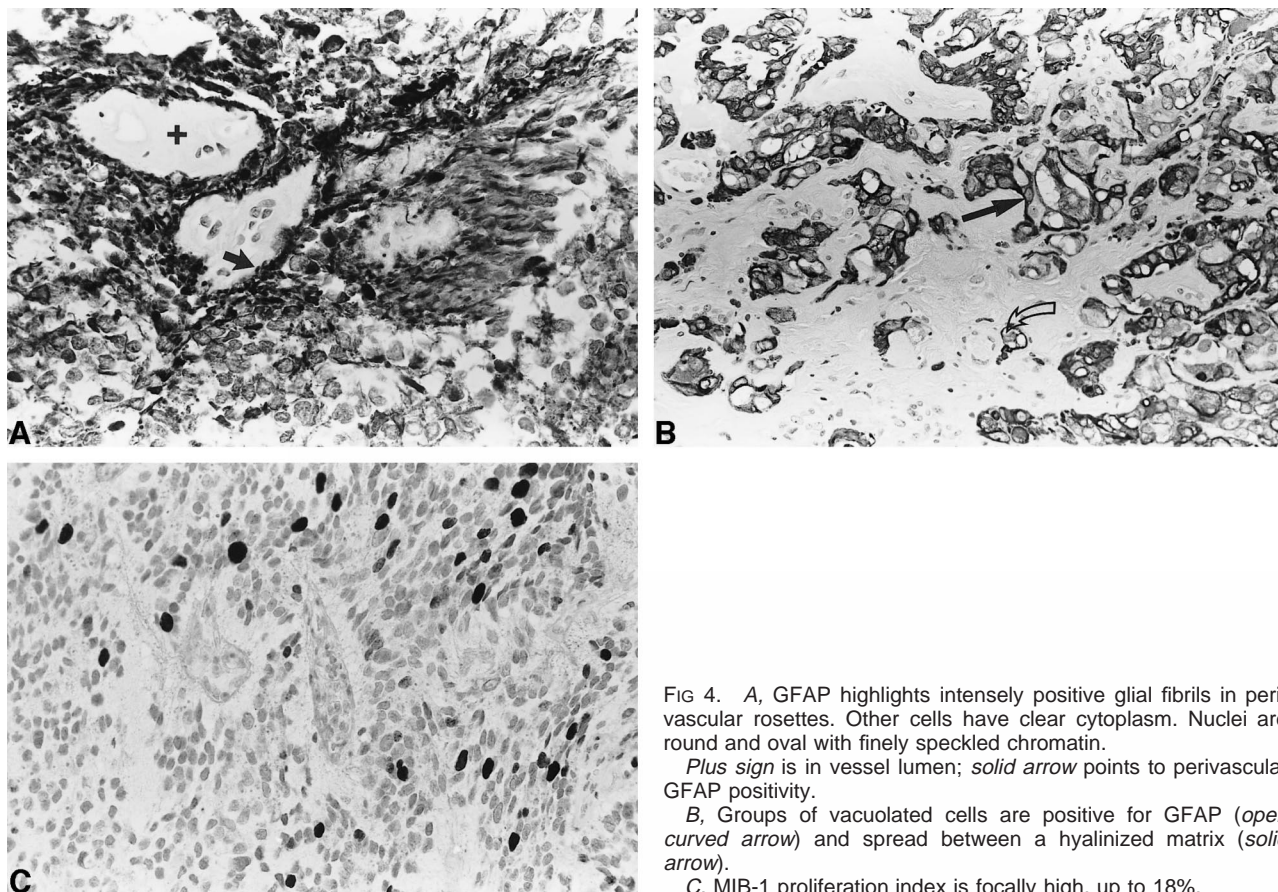 A
+
B
C
FIG 4. A, GFAP highlights intensely positive glial fibrils in peri
vascular rosettes. Other cells have clear cytoplasm. Nuclei are
round and oval with finely speckled chromatin.
Plus sign is in vessel lumen; solid arrow points to perivascula
GFAP positivity.
B, Groups of vacuolated cells are positive for GFAP (open
curved arrow) and spread between a hyalinized matrix (solid
arrow).
C, MIB-1 proliferation index is focally high, up to 18%.